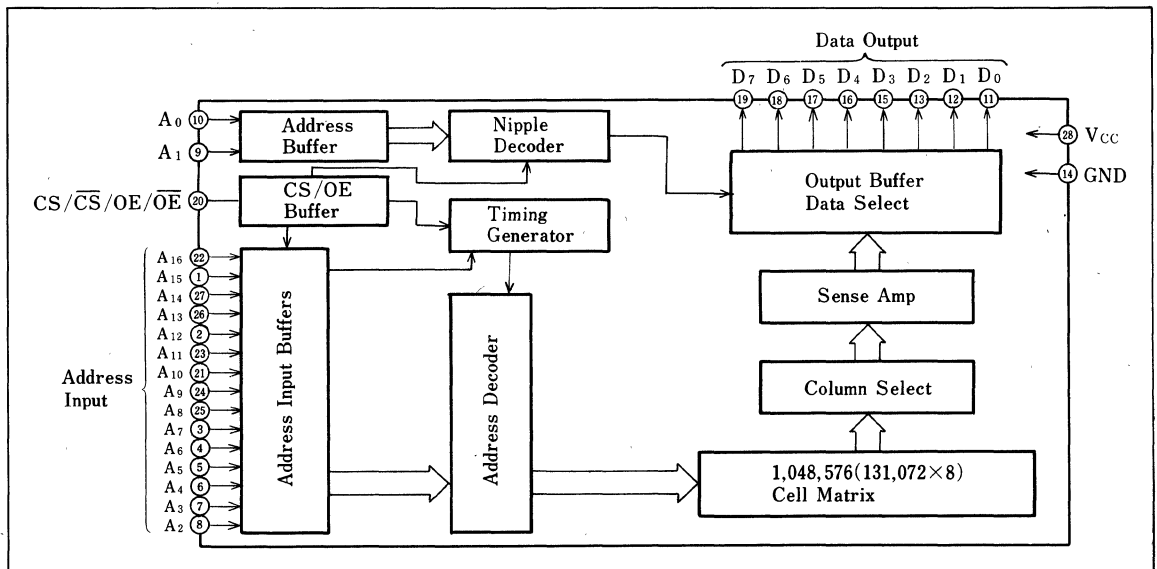 Data Output
D7 D6 D5 D4 D3 D2 D1 D0
19 18 17 16 15 13 12 11
A0 10
A1 9
Address
Buffer
Nipple
Decoder
28 VCC
14 GND
CS/C̅S̅/OE/O̅E̅ 20
CS/OE
Buffer
Timing
Generator
Output Buffer
Data Select
Address
Input
A16 22
A15 1
A14 27
A13 26
A12 2
A11 23
A10 21
A9 24
A8 25
A7 3
A6 4
A5 5
A4 6
A3 7
A2 8
Address Input Buffers
Address Decoder
Sense Amp
Column Select
1,048,576(131,072×8)
Cell Matrix